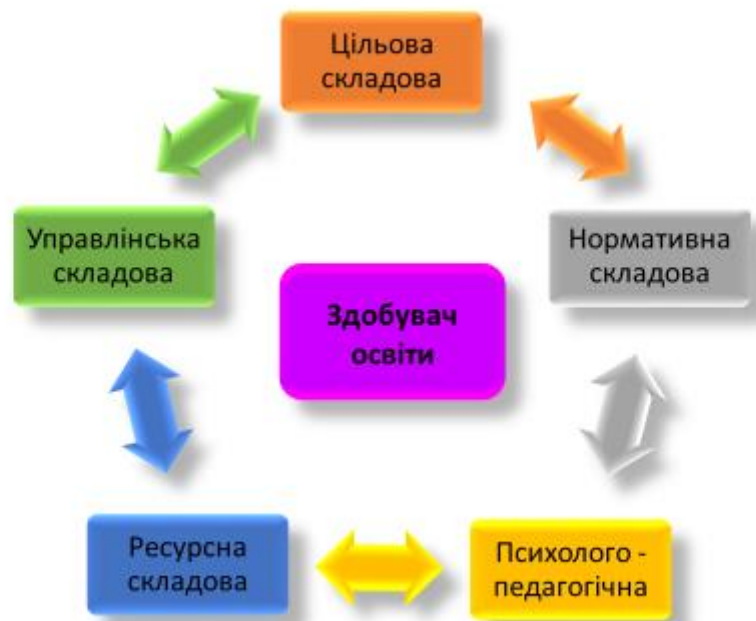 Цільова
складова
Управлінська
складова
Нормативна
складова
Здобувач
освіти
Ресурсна
складова
Психолого -
педагогічна